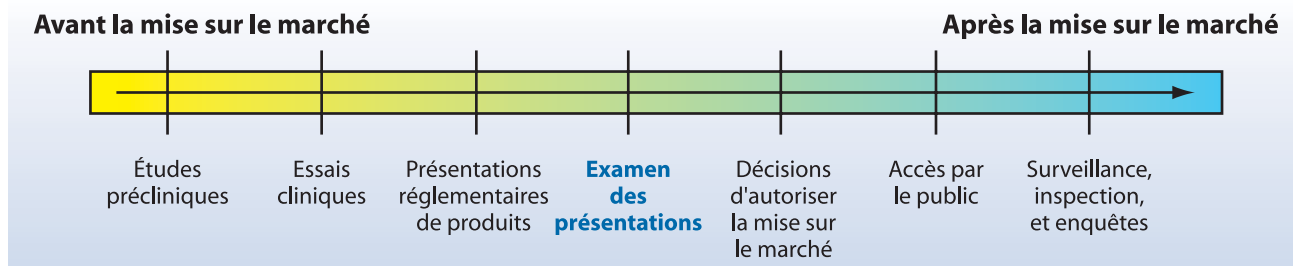 Avant la mise sur le marché
Après la mise sur le marché
Études
précliniques
Essais
cliniques
Présentations
réglementaires
de produits
Examen
des
présentations
Décisions
d'autoriser
la mise sur
le marché
Accès par
le public
Surveillance,
inspection,
et enquêtes